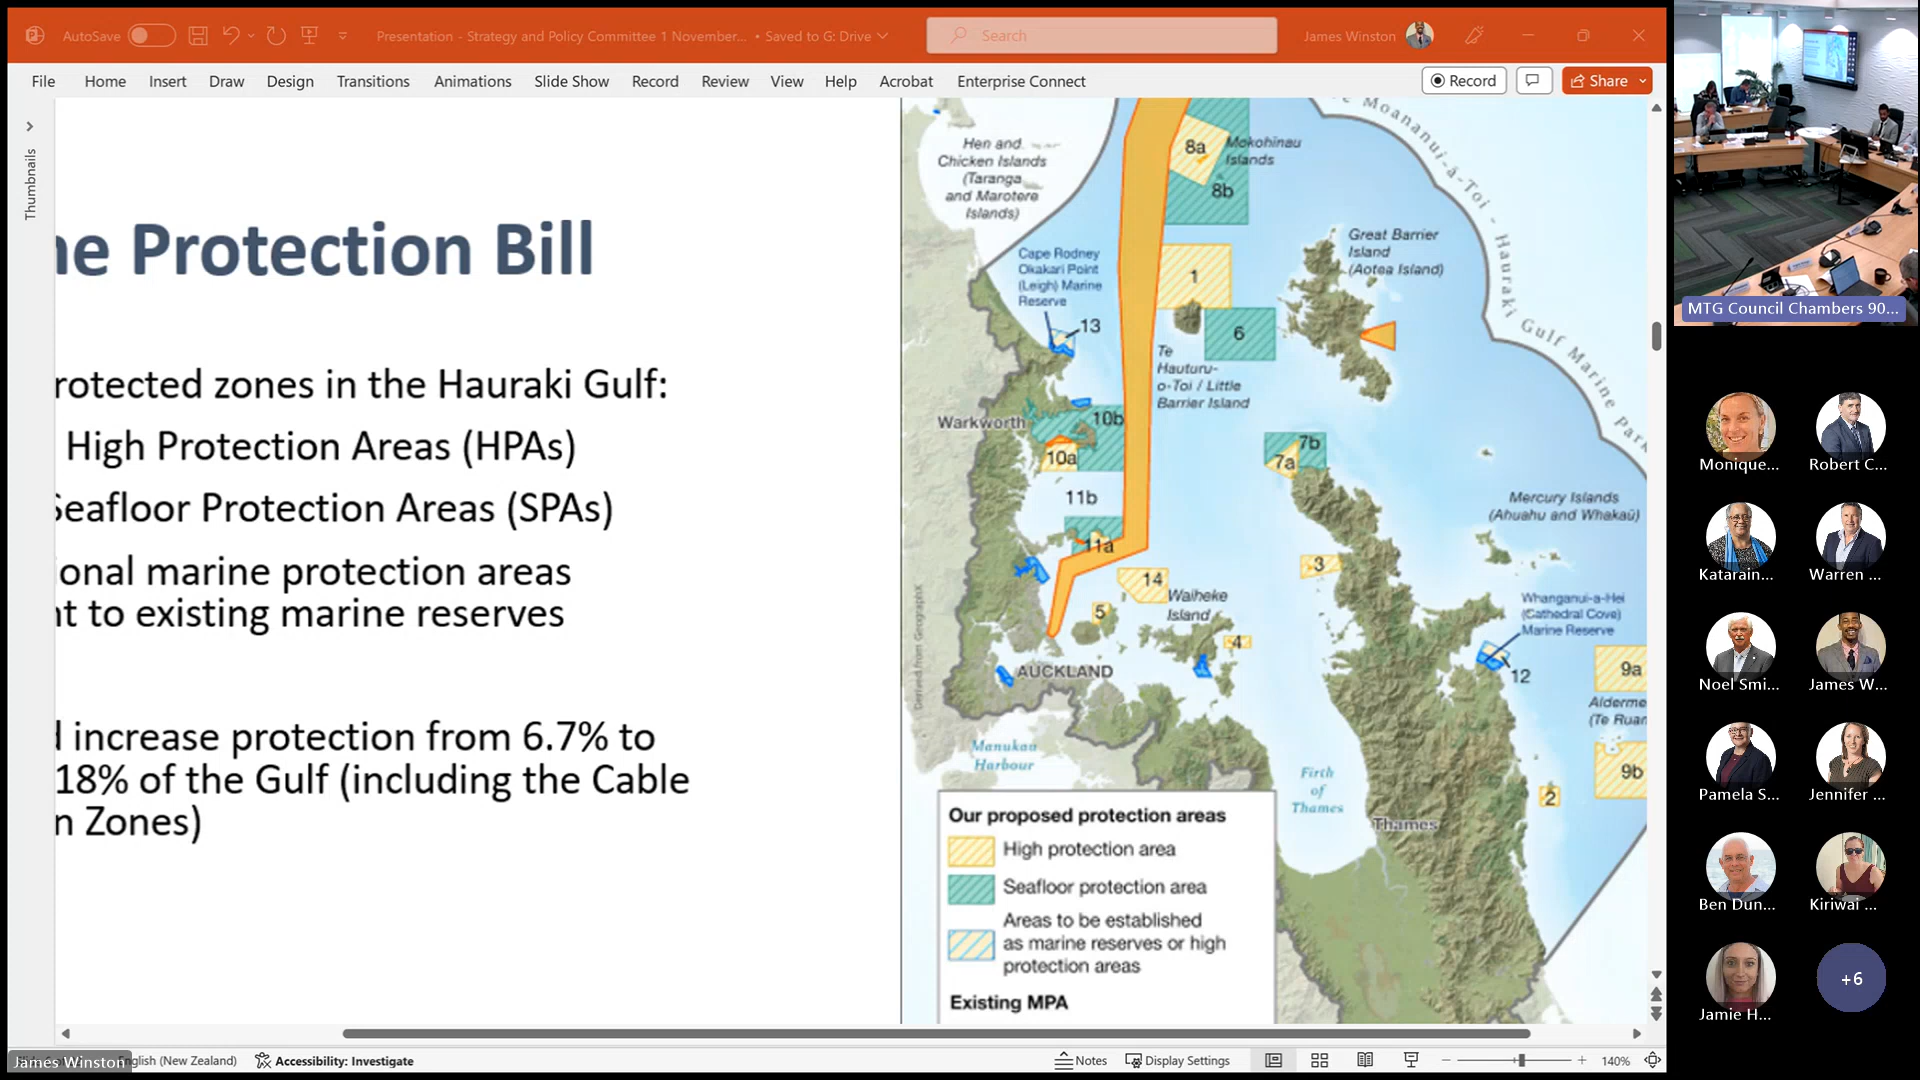 AutoSave
Presentation - Strategy and Policy Committee 1 November... • Saved to G: Drive
Search
James Winston
File Home Insert Draw Design Transitions Animations Slide Show Record Review View Help Acrobat Enterprise Connect
Record
Share
Thumbnails
ne Protection Bill
rotected zones in the Hauraki Gulf:
High Protection Areas (HPAs)
Seafloor Protection Areas (SPAs)
ional marine protection areas
nt to existing marine reserves
d increase protection from 6.7% to
18% of the Gulf (including the Cable
n Zones)
Hen and
Chicken Islands
(Taranga
and Marotere
Islands)
Cape Rodney
Okakari Point
(Leigh) Marine
Reserve
13
8a
Mokohinau
Islands
8b
Great Barrier
Island
(Aotea Island)
1
6
Te
Hauturu-
o-Toi / Little
Barrier Island
Moananui-ā-Toi - Hauraki Gulf Marine Park
Warkworth
10b
10a
11b
11a
7b
7a
Mercury Islands
(Ahuahu and Whakaū)
3
14
Waiheke
Island
5
4
AUCKLAND
Whanganui-a-Hei
(Cathedral Cove)
Marine Reserve
12
9a
Alderme
(Te Ruan
9b
2
Manukau
Harbour
Firth
of
Thames
Thames
Derived from Geographx
Our proposed protection areas
High protection area
Seafloor protection area
Areas to be established
as marine reserves or high
protection areas
Existing MPA
James Winston
English (New Zealand)
Accessibility: Investigate
Notes
Display Settings
140%
MTG Council Chambers 90...
Monique...
Robert C...
Katarain...
Warren ...
Noel Smi...
James W...
Pamela S...
Jennifer ...
Ben Dun...
Kiriwai ...
Jamie H...
+6